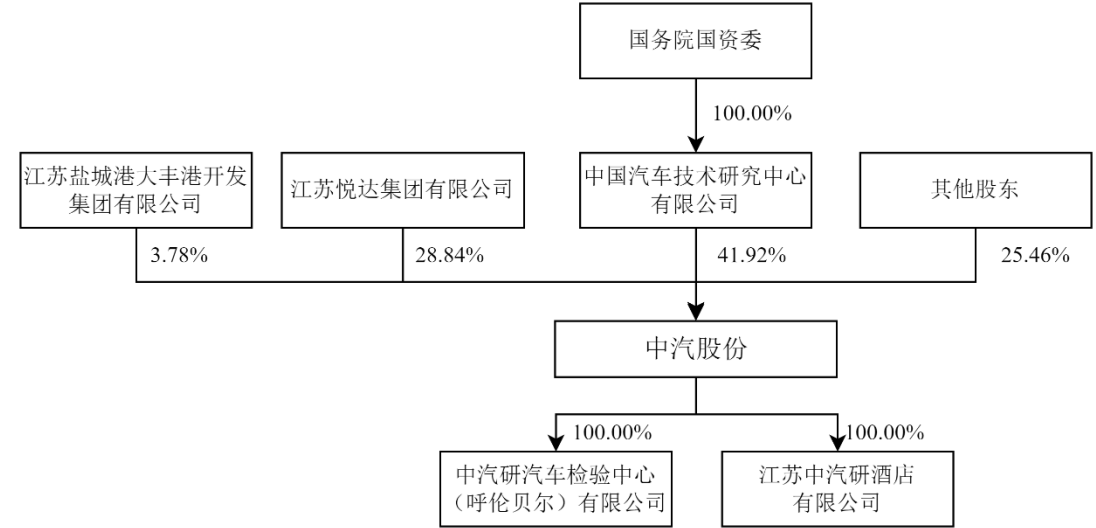 国务院国资委
100.00%
江苏盐城港大丰港开发
集团有限公司
江苏悦达集团有限公司
中国汽车技术研究中心
有限公司
其他股东
3.78%
28.84%
41.92%
25.46%
中汽股份
100.00%
100.00%
中汽研汽车检验中心
（呼伦贝尔）有限公司
江苏中汽研酒店
有限公司